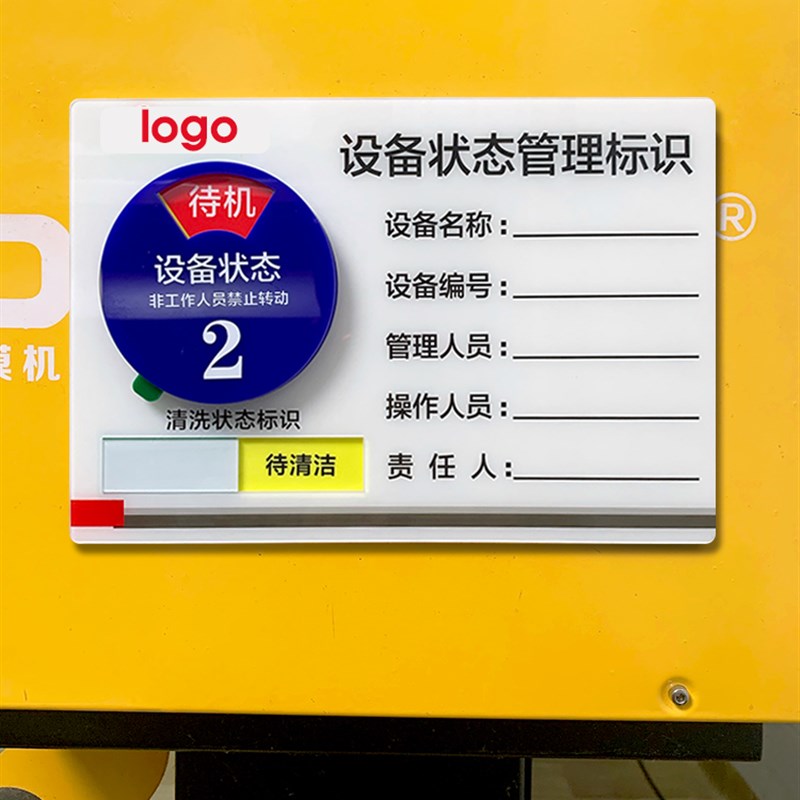 logo
设备状态管理标识
待机
设备状态
非工作人员禁止转动
2
清洗状态标识
待清洁
设备名称：
设备编号：
管理人员：
操作人员：
责 任 人：
®
模机